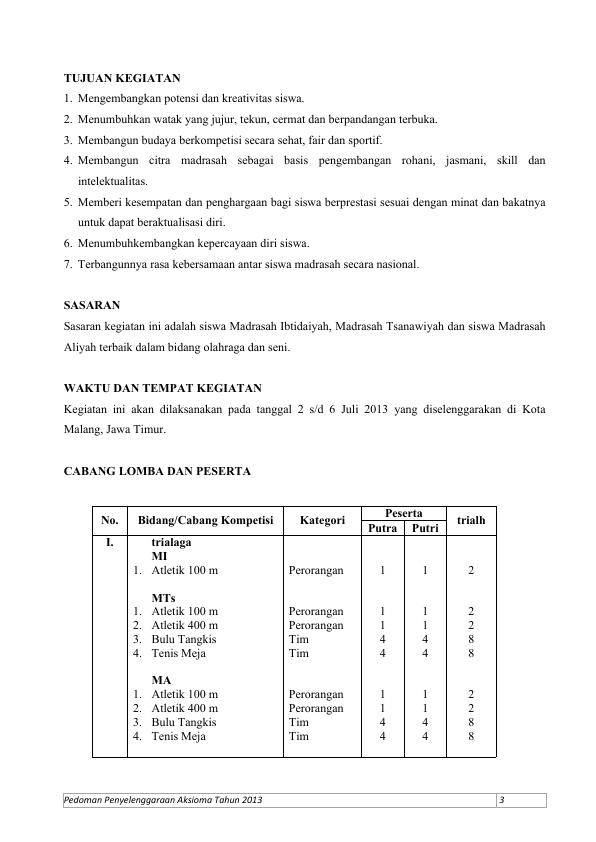 TUJUAN KEGIATAN
1. Mengembangkan potensi dan kreativitas siswa.
2. Menumbuhkan watak yang jujur, tekun, cermat dan berpandangan terbuka.
3. Membangun budaya berkompetisi secara sehat, fair dan sportif.
4. Membangun citra madrasah sebagai basis pengembangan rohani, jasmani, skill dan
intelektualitas.
5. Memberi kesempatan dan penghargaan bagi siswa berprestasi sesuai dengan minat dan bakatnya
untuk dapat beraktualisasi diri.
6. Menumbuhkembangkan kepercayaan diri siswa.
7. Terbangunnya rasa kebersamaan antar siswa madrasah secara nasional.
SASARAN
Sasaran kegiatan ini adalah siswa Madrasah Ibtidaiyah, Madrasah Tsanawiyah dan siswa Madrasah
Aliyah terbaik dalam bidang olahraga dan seni.
WAKTU DAN TEMPAT KEGIATAN
Kegiatan ini akan dilaksanakan pada tanggal 2 s/d 6 Juli 2013 yang diselenggarakan di Kota
Malang, Jawa Timur.
CABANG LOMBA DAN PESERTA
No. Bidang/Cabang Kompetisi Kategori Peserta trialh
Putra Putri
I. trialaga
MI
1. Atletik 100 m Perorangan 1 1 2
MTs
1. Atletik 100 m Perorangan 1 1 2
2. Atletik 400 m Perorangan 1 1 2
3. Bulu Tangkis Tim 4 4 8
4. Tenis Meja Tim 4 4 8
MA
1. Atletik 100 m Perorangan 1 1 2
2. Atletik 400 m Perorangan 1 1 2
3. Bulu Tangkis Tim 4 4 8
4. Tenis Meja Tim 4 4 8
Pedoman Penyelenggaraan Aksioma Tahun 2013 3